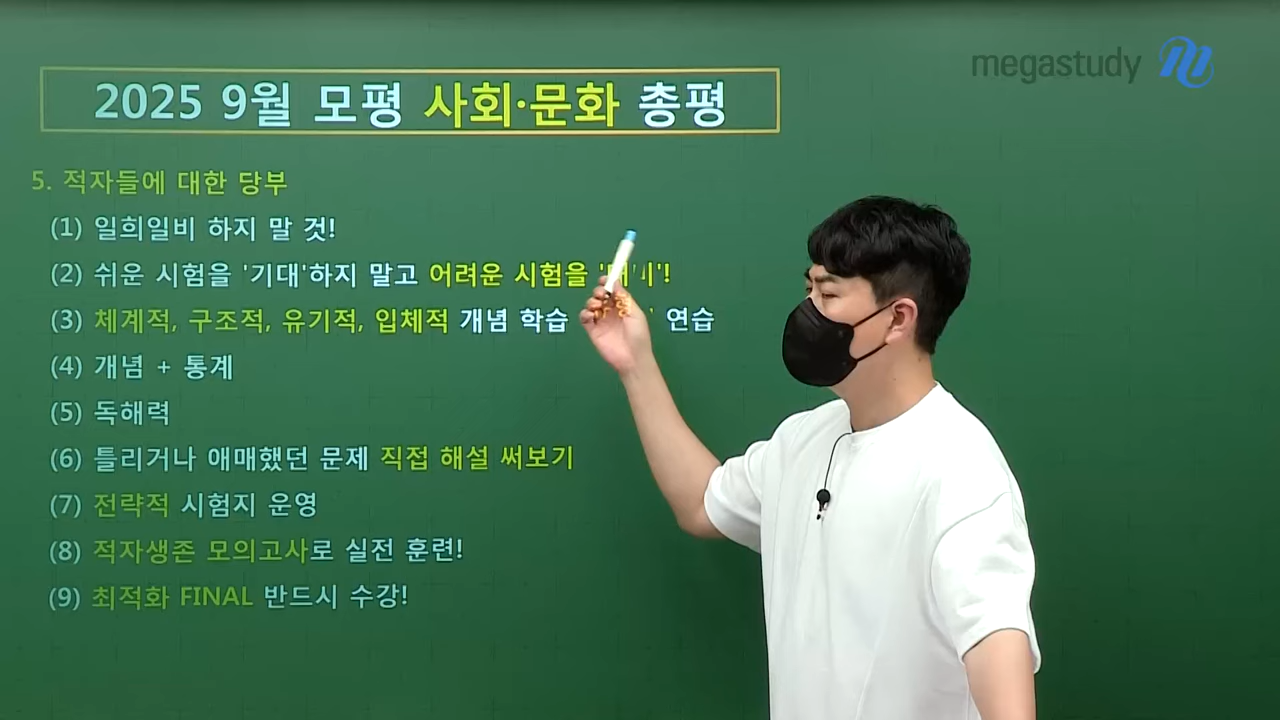 megastudy
2025 9월 모평 사회·문화 총평
5. 적자들에 대한 당부
(1) 일희일비 하지 말 것!
(2) 쉬운 시험을 '기대'하지 말고 어려운 시험을
(3) 체계적, 구조적, 유기적, 입체적 개념 학습 연습
(4) 개념 + 통계
(5) 독해력
(6) 틀리거나 애매했던 문제 직접 해설 써보기
(7) 전략적 시험지 운영
(8) 적자생존 모의고사로 실전 훈련!
(9) 최적화 FINAL 반드시 수강!